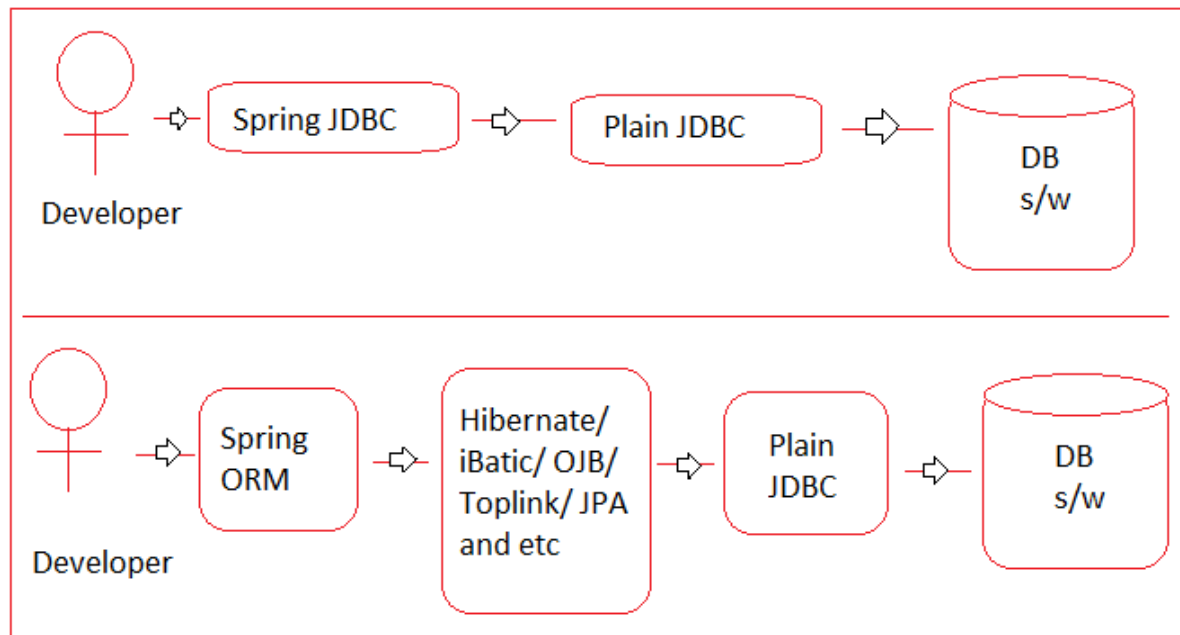 Spring JDBC
Plain JDBC
DB
s/w
Developer
Spring
ORM
Hibernate/
iBatic/ OJB/
Toplink/ JPA
and etc
Plain
JDBC
DB
s/w
Developer